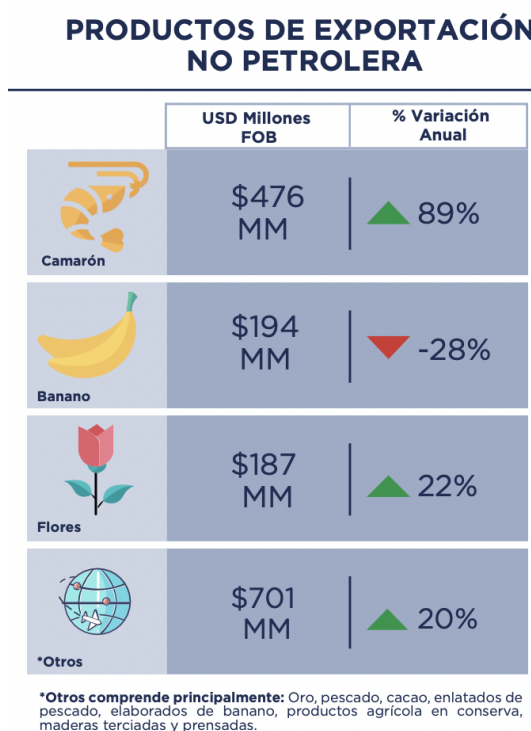 PRODUCTOS DE EXPORTACIÓN
NO PETROLERA
USD Millones
FOB
% Variación
Anual
Camarón
$476
MM
89%
Banano
$194
MM
-28%
Flores
$187
MM
22%
*Otros
$701
MM
20%
*Otros comprende principalmente: Oro, pescado, cacao, enlatados de
pescado, elaborados de banano, productos agrícola en conserva,
maderas terciadas y prensadas.